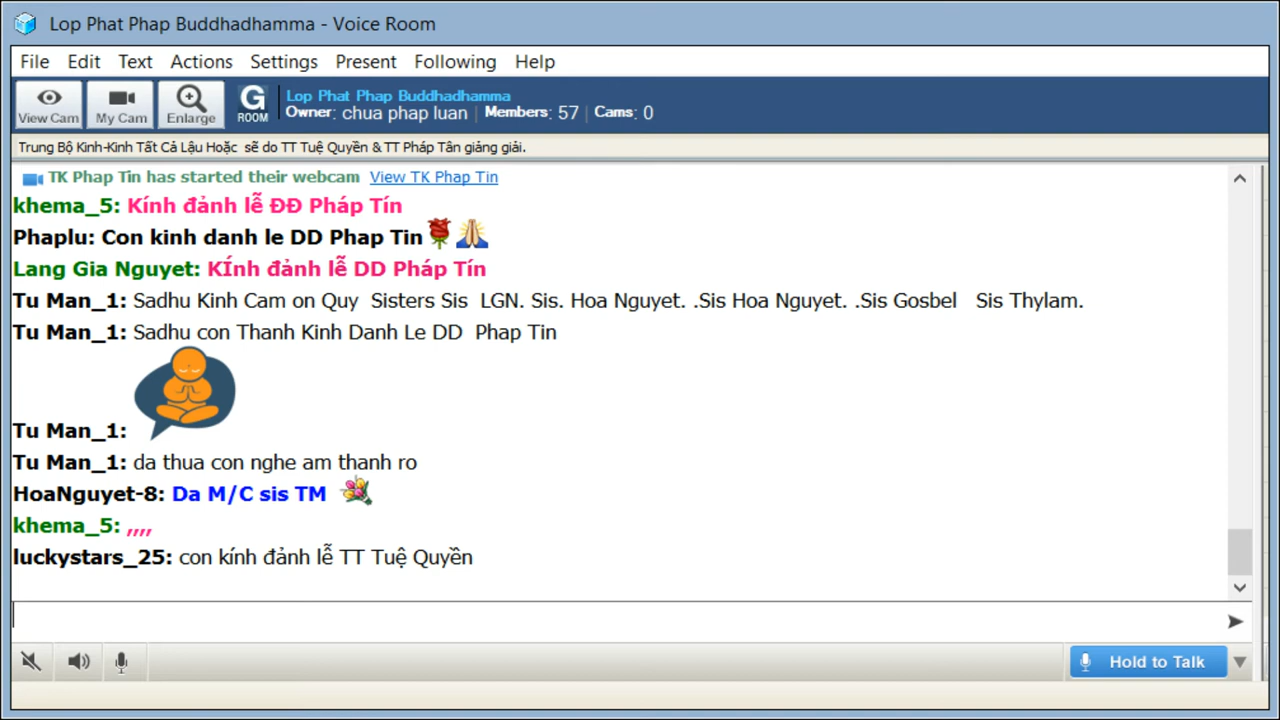 Lop Phat Phap Buddhadhamma - Voice Room
File Edit Text Actions Settings Present Following Help
View Cam My Cam Enlarge G ROOM Lop Phat Phap Buddhadhamma
Owner: chua phap luan | Members: 57 | Cams: 0
Trung Bộ Kinh-Kinh Tất Cả Lậu Hoặc sẽ do TT Tuệ Quyền & TT Pháp Tân giảng giải.
TK Phap Tin has started their webcam View TK Phap Tin
khema_5: Kính đảnh lễ ĐĐ Pháp Tín
Phaplu: Con kinh danh le DD Phap Tin
Lang Gia Nguyet: KÍnh đảnh lễ DD Pháp Tín
Tu Man_1: Sadhu Kinh Cam on Quy Sisters Sis LGN. Sis. Hoa Nguyet. .Sis Hoa Nguyet. .Sis Gosbel Sis Thylam.
Tu Man_1: Sadhu con Thanh Kinh Danh Le DD Phap Tin
Tu Man_1:
Tu Man_1: da thua con nghe am thanh ro
HoaNguyet-8: Da M/C sis TM
khema_5: ,,,,
luckystars_25: con kính đảnh lễ TT Tuệ Quyền
Hold to Talk